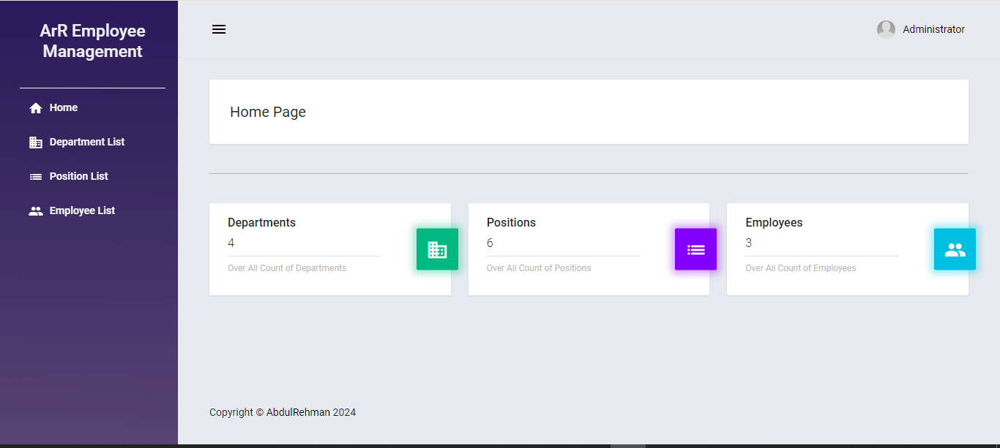 ArR Employee
Management
Home
Department List
Position List
Employee List
Administrator
Home Page
Departments
4
Over All Count of Departments
Positions
6
Over All Count of Positions
Employees
3
Over All Count of Employees
Copyright © AbdulRehman 2024